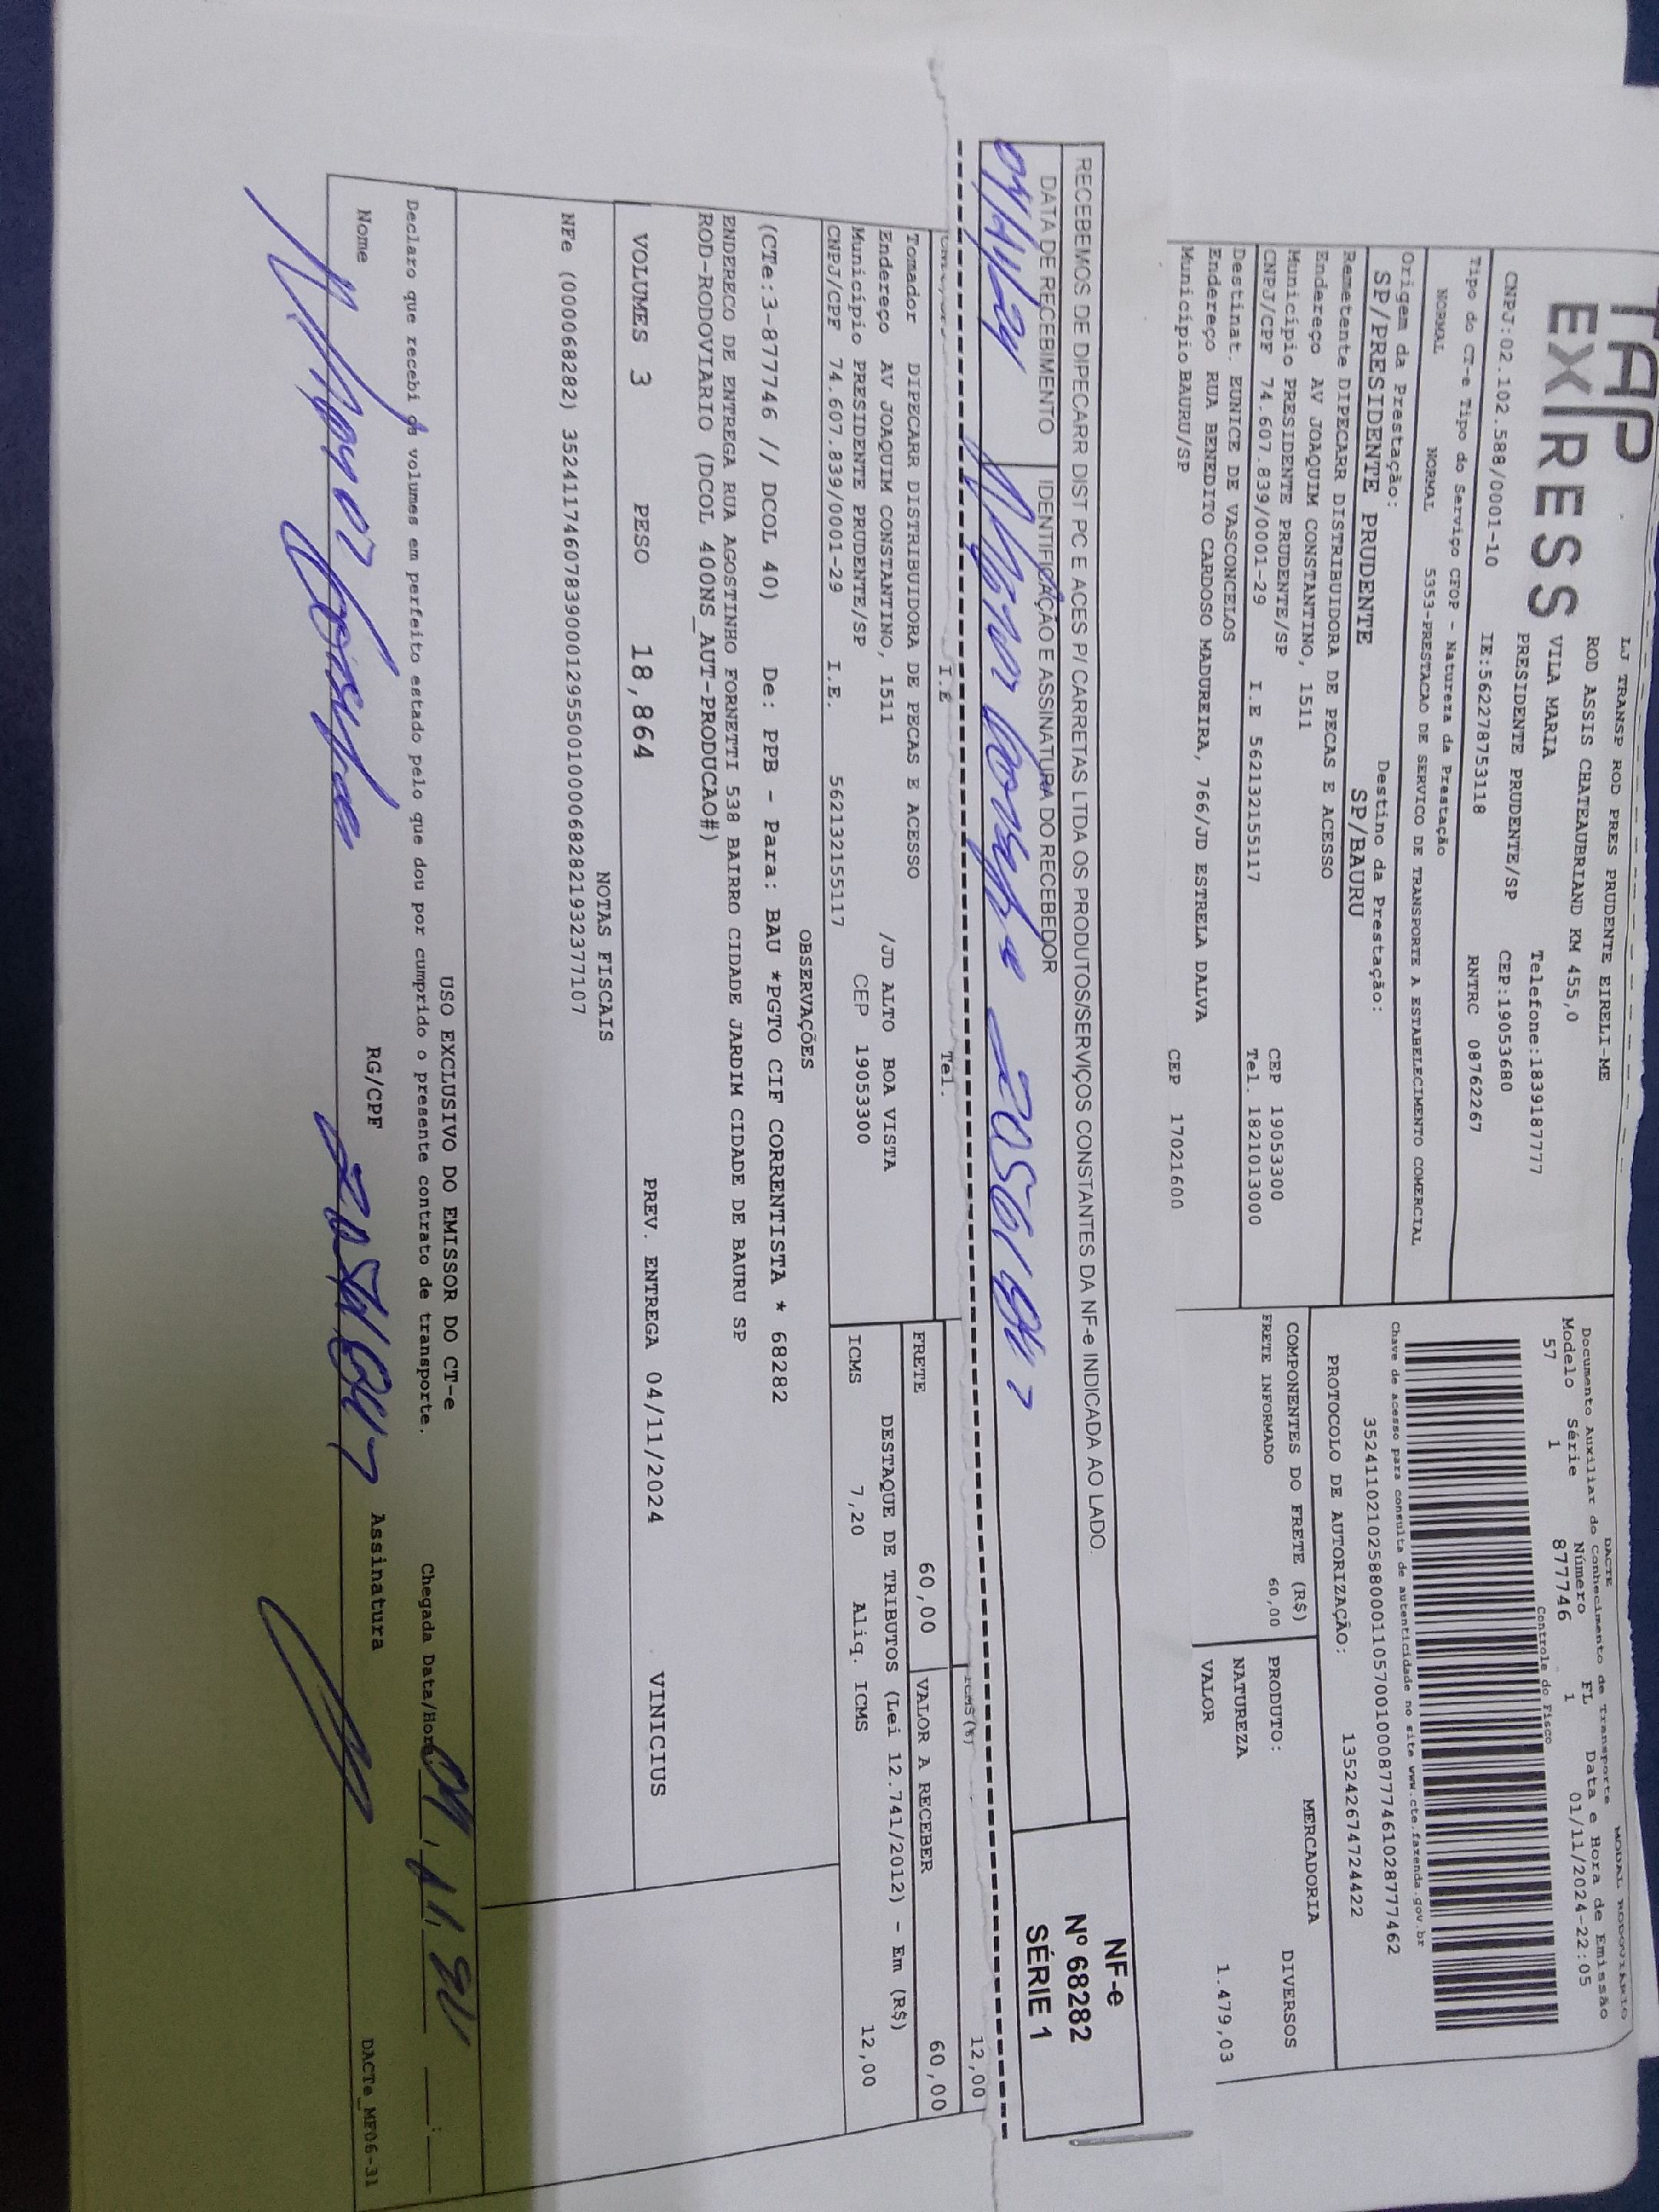 TAP
EXPRESS
LJ TRANSP ROD PRES PRUDENTE EIRELI-ME
ROD ASSIS CHATEAUBRIAND KM 455,0
VILA MARIA Telefone:1839187777
PRESIDENTE PRUDENTE/SP CEP:19053680
CNPJ:02.102.588/0001-10 IE:562278753118 RNTRC 08762267
Tipo do CT-e Tipo do Serviço CFOP - Natureza da Prestação
NORMAL NORMAL 5353-PRESTACAO DE SERVICO DE TRANSPORTE A ESTABELECIMENTO COMERCIAL
Origem da Prestação: Destino da Prestação:
SP/PRESIDENTE PRUDENTE SP/BAURU
Remetente DIPECARR DISTRIBUIDORA DE PECAS E ACESSO
Endereço AV JOAQUIM CONSTANTINO, 1511
Município PRESIDENTE PRUDENTE/SP CEP 19053300
CNPJ/CPF 74.607.839/0001-29 I.E 562132155117 Tel. 1821013000
Destinat. EUNICE DE VASCONCELOS
Endereço RUA BENEDITO CARDOSO MADUREIRA, 766/JD ESTRELA DALVA
Município BAURU/SP CEP 17021600
DACTE MODAL RODOVIARIO
Documento Auxiliar do Conhecimento de Transporte
Modelo Série Número FL Data e Hora de Emissão
57 1 877746 1 01/11/2024-22:05
Controle do Fisco
Chave de acesso para consulta de autenticidade no site www.cte.fazenda.gov.br
35241102102588000110570010008777461028777462
PROTOCOLO DE AUTORIZAÇÃO: 135242674724422
COMPONENTES DO FRETE (R$)
FRETE INFORMADO 60,00
MERCADORIA
PRODUTO: DIVERSOS
NATUREZA
VALOR 1.479,03
RECEBEMOS DE DIPECARR DIST PC E ACES P/ CARRETAS LTDA OS PRODUTOS/SERVIÇOS CONSTANTES DA NF-e INDICADA AO LADO.
DATA DE RECEBIMENTO IDENTIFICAÇÃO E ASSINATURA DO RECEBEDOR
04/11/24
NF-e
Nº 68282
SÉRIE 1
I.E Tel. ICMS(%) 12,00
Tomador DIPECARR DISTRIBUIDORA DE PECAS E ACESSO
Endereço AV JOAQUIM CONSTANTINO, 1511 /JD ALTO BOA VISTA
Município PRESIDENTE PRUDENTE/SP CEP 19053300
CNPJ/CPF 74.607.839/0001-29 I.E. 562132155117
FRETE 60,00 VALOR A RECEBER 60,00
DESTAQUE DE TRIBUTOS (Lei 12.741/2012) - Em (R$)
ICMS 7,20 Aliq. ICMS 12,00
OBSERVAÇÕES
(CTe:3-877746 // DCOL 40) De: PPB - Para: BAU *PGTO CIF CORRENTISTA * 68282
ENDERECO DE ENTREGA RUA AGOSTINHO FORNETTI 538 BAIRRO CIDADE JARDIM CIDADE DE BAURU SP
ROD-RODOVIARIO (DCOL 400NS_AUT-PRODUCAO#)
VOLUMES 3 PESO 18,864 PREV. ENTREGA 04/11/2024 VINICIUS
NOTAS FISCAIS
NFe (000068282) 35241174607839000129550010000682821932377107
USO EXCLUSIVO DO EMISSOR DO CT-e
Declaro que recebi os volumes em perfeito estado pelo que dou por cumprido o presente contrato de transporte. Chegada Data/Hora 04/11/24 :
Nome RG/CPF Assinatura
DACTe_MF06-31